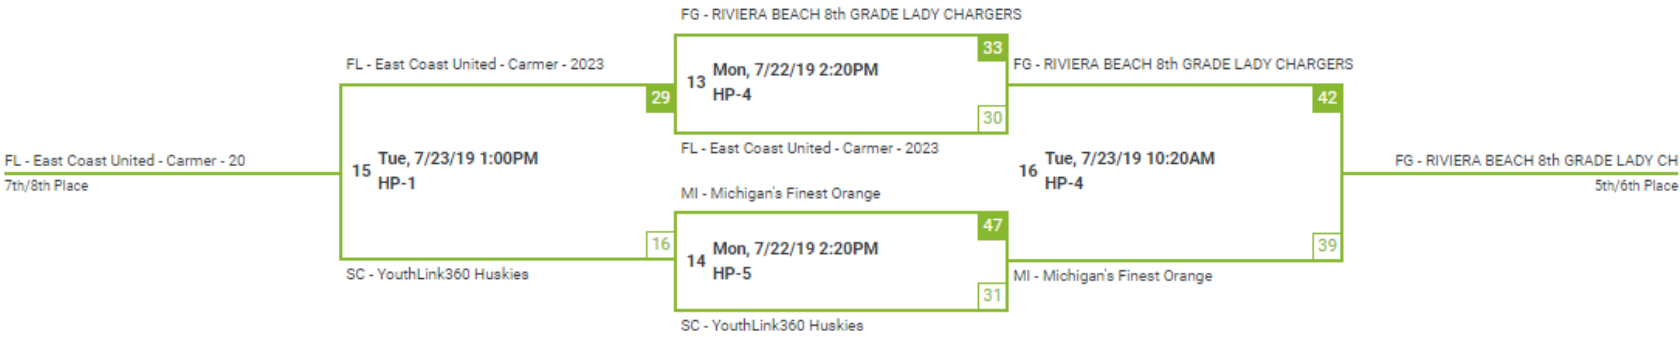 FG - RIVIERA BEACH 8th GRADE LADY CHARGERS
33
13 Mon, 7/22/19 2:20PM
HP-4
30
FL - East Coast United - Carmer - 2023
FL - East Coast United - Carmer - 2023
29
15 Tue, 7/23/19 1:00PM
HP-1
16
SC - YouthLink360 Huskies
FL - East Coast United - Carmer - 20
7th/8th Place
MI - Michigan's Finest Orange
47
14 Mon, 7/22/19 2:20PM
HP-5
31
SC - YouthLink360 Huskies
FG - RIVIERA BEACH 8th GRADE LADY CHARGERS
42
16 Tue, 7/23/19 10:20AM
HP-4
39
MI - Michigan's Finest Orange
FG - RIVIERA BEACH 8th GRADE LADY CH
5th/6th Place